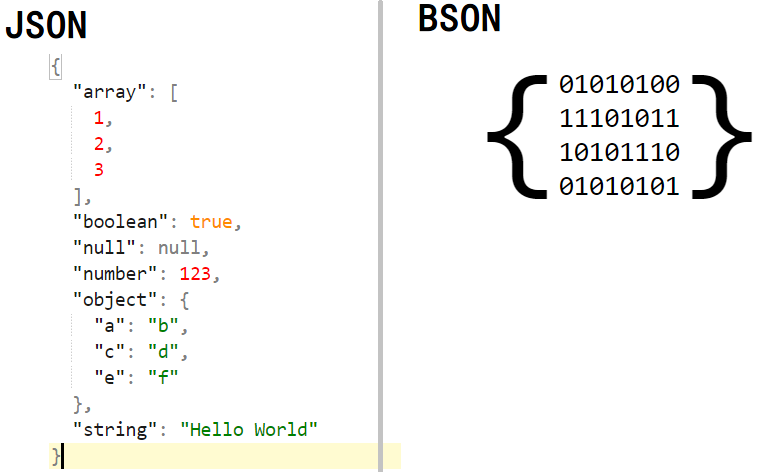 JSON
{
"array": [
1,
2,
3
],
"boolean": true,
"null": null,
"number": 123,
"object": {
"a": "b",
"c": "d",
"e": "f"
},
"string": "Hello World"
}
BSON
{
01010100
11101011
10101110
01010101
}